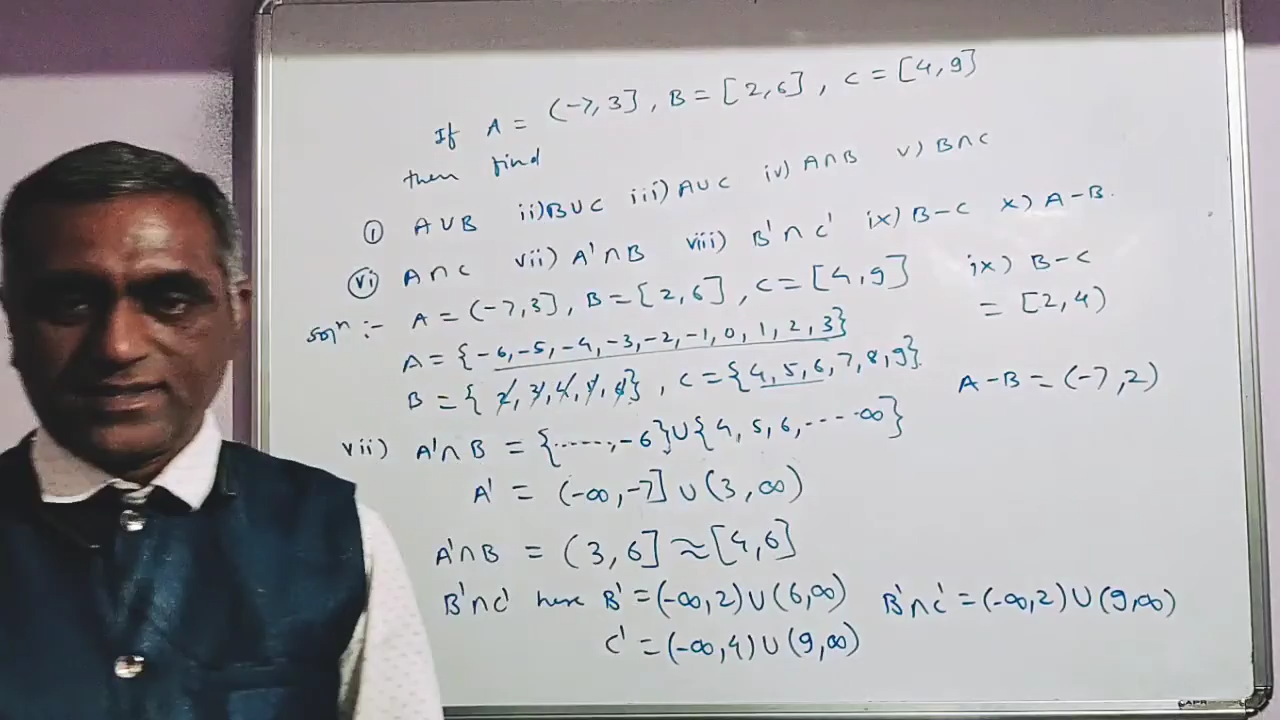 If A = (-7,3], B = [2,6], C = [4,9]
then find
① A∪B ii) B∪C iii) A∪C iv) A∩B v) B∩C
ⓥⓘ A∩C vii) A'∩B viii) B'∩C' ix) B-C x) A-B.
Solⁿ :- A = (-7,3], B = [2,6], C = [4,9]
A = {-6,-5,-4,-3,-2,-1,0,1,2,3}
B = {2,3,4,5,6}, C = {4,5,6,7,8,9}
ix) B-C
= [2,4)
A-B = (-7,2)
vii) A'∩B = {......,-6}∪{4,5,6,----∞}
A' = (-∞,-7]∪(3,∞)
A'∩B = (3,6] ≈ [4,6]
B'∩C' here B' = (-∞,2)∪(6,∞) B'∩C' = (-∞,2)∪(9,∞)
C' = (-∞,4)∪(9,∞)